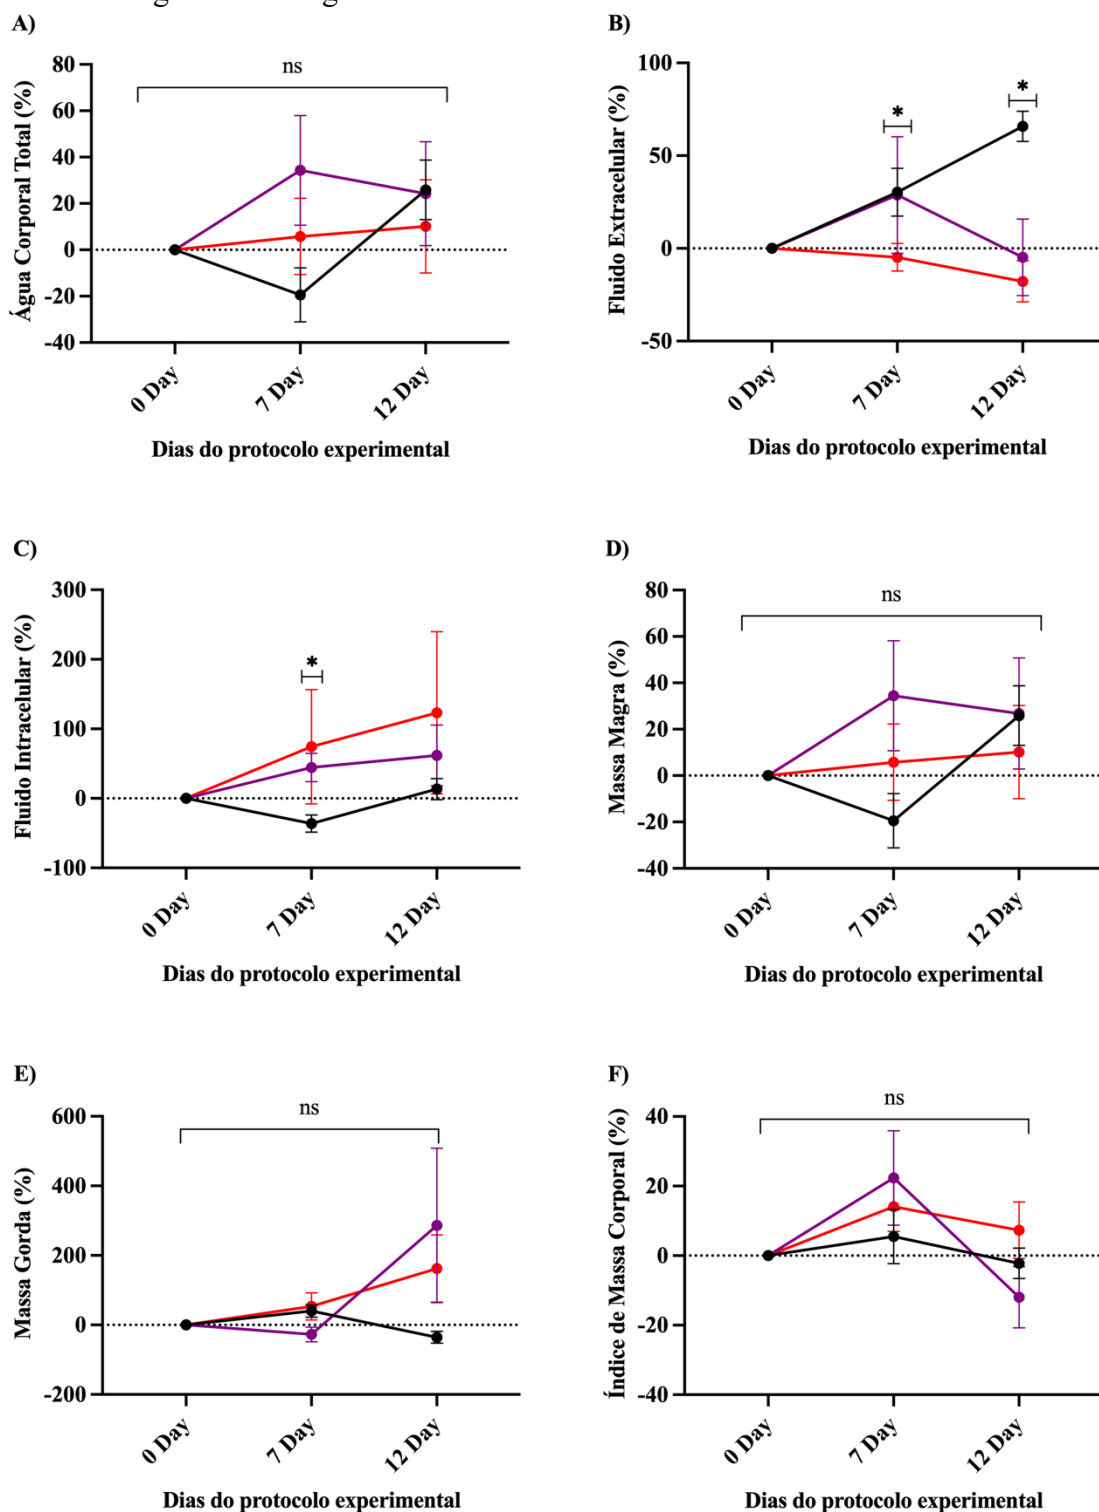 A)
80
60
40
20
0
-20
-40
Água Corporal Total (%)
ns
0 Day
7 Day
12 Day
Dias do protocolo experimental
B)
100
50
0
-50
Fluido Extracelular (%)
*
*
0 Day
7 Day
12 Day
Dias do protocolo experimental
C)
300
200
100
0
-100
Fluido Intracelular (%)
*
0 Day
7 Day
12 Day
Dias do protocolo experimental
D)
80
60
40
20
0
-20
-40
Massa Magra (%)
ns
0 Day
7 Day
12 Day
Dias do protocolo experimental
E)
600
400
200
0
-200
Massa Gorda (%)
ns
0 Day
7 Day
12 Day
Dias do protocolo experimental
F)
40
20
0
-20
-40
Índice de Massa Corporal (%)
ns
0 Day
7 Day
12 Day
Dias do protocolo experimental